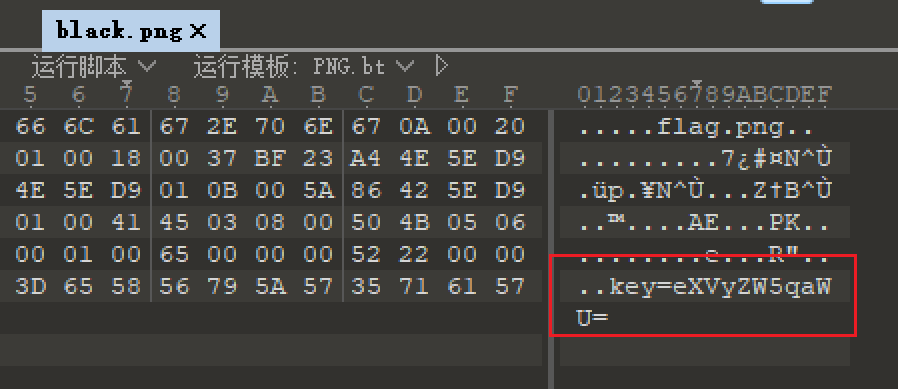 black.png ×
运行脚本 运行模板: PNG.bt
5 6 7 8 9 A B C D E F 0123456789ABCDEF
66 6C 61 67 2E 70 6E 67 0A 00 20 .....flag.png..
01 00 18 00 37 BF 23 A4 4E 5E D9 .........7¿#¤N^Ù
4E 5E D9 01 0B 00 5A 86 42 5E D9 .üp.¥N^Ù...Z†B^Ù
01 00 41 45 03 08 00 50 4B 05 06 ..™....AE...PK..
00 01 00 65 00 00 00 52 22 00 00 ........e...R"..
3D 65 58 56 79 5A 57 35 71 61 57 ..key=eXVyZW5qaW
U=